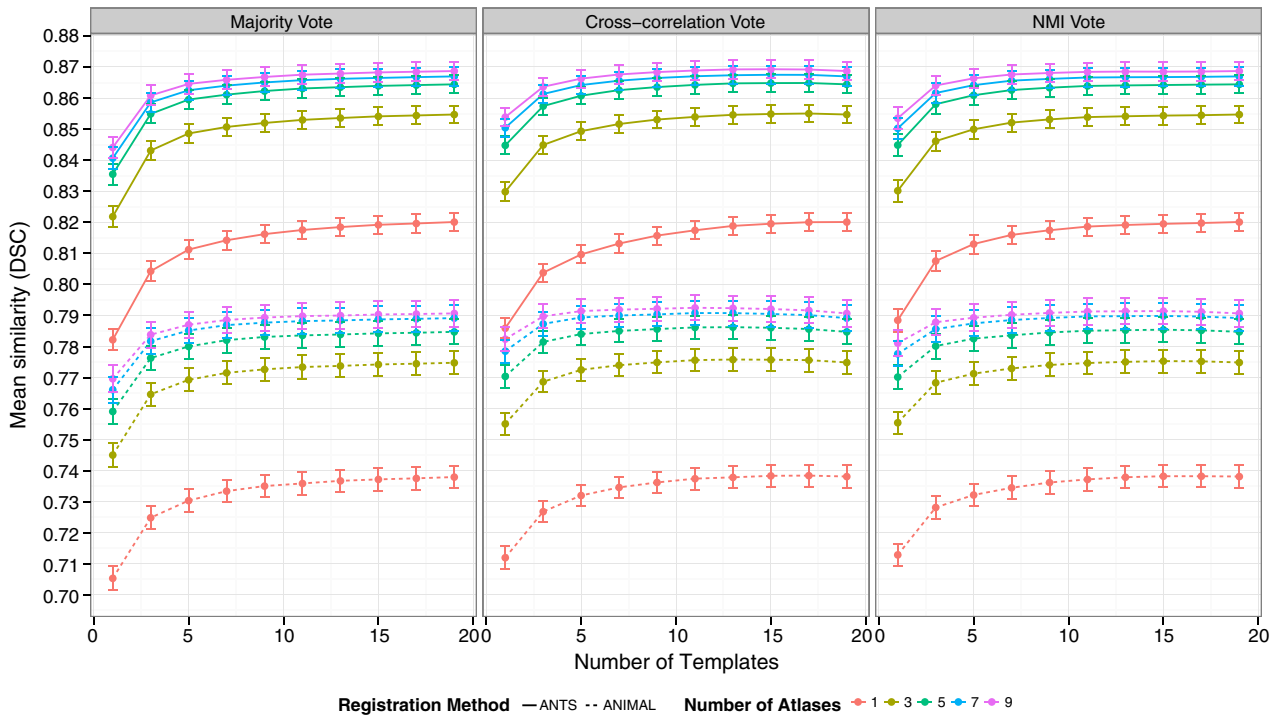 Majority Vote
Cross−correlation Vote
NMI Vote
0.88
0.87
0.86
0.85
0.84
0.83
0.82
0.81
0.80
0.79
0.78
0.77
0.76
0.75
0.74
0.73
0.72
0.71
0.70
Mean similarity (DSC)
0 5 10 15 20
0 5 10 15 20
0 5 10 15 20
Number of Templates
Registration Method ANTS ANIMAL Number of Atlases 1 3 5 7 9